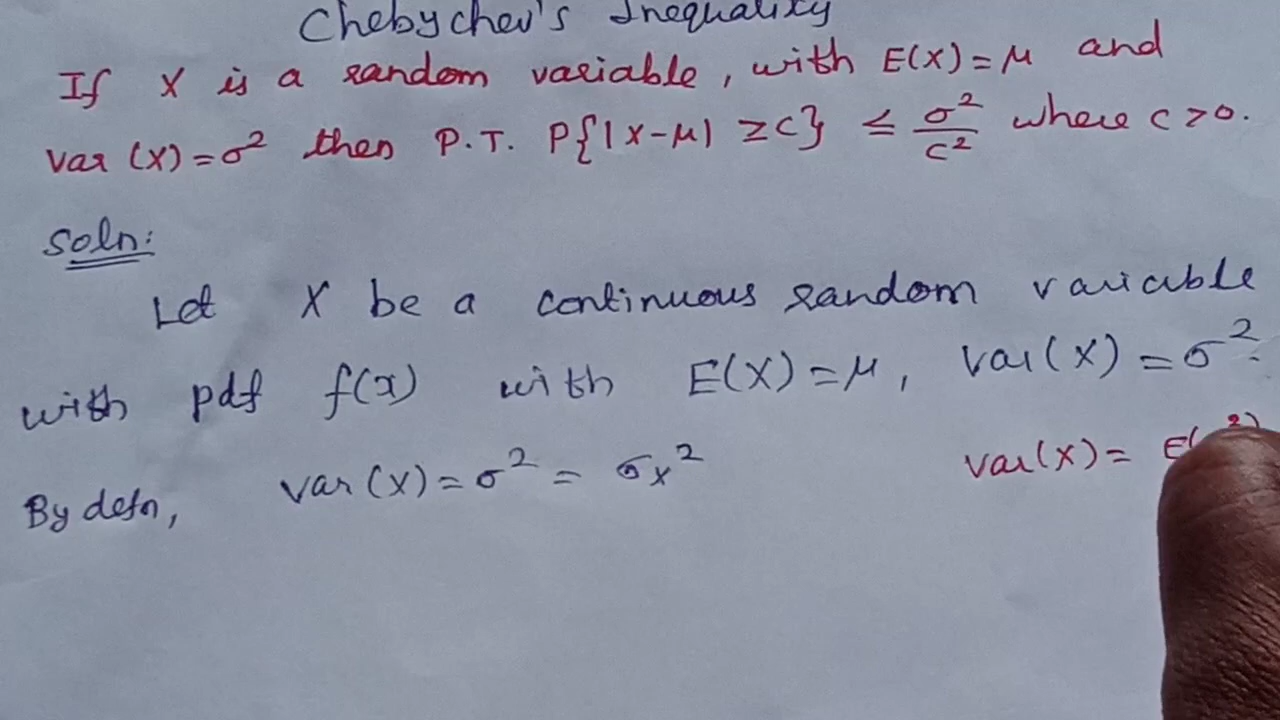 Chebychev's Inequality
If X is a random variable, with E(X) = μ and
Var (X) = σ² then P.T. P{|X-μ| ≥ C} ≤ σ²/C² where C > 0.
Soln:
Let X be a continuous random variable
with pdf f(x) with E(X) = μ, Var(X) = σ².
By defn, Var (X) = σ² = σx²
Var(X) = E(